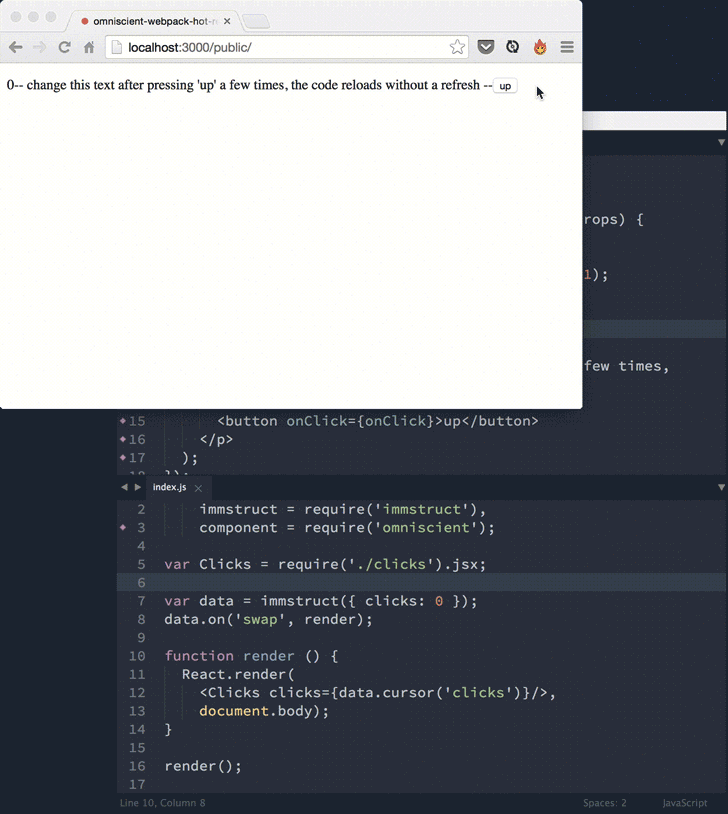 omniscient-webpack-hot-r
localhost:3000/public/
0-- change this text after pressing 'up' a few times, the code reloads without a refresh -- up
rops) {
1);
few times,
15 <button onClick={onClick}>up</button>
16 </p>
17 );
18 });
index.js
2 immstruct = require('immstruct'),
3 component = require('omniscient');
4
5 var Clicks = require('./clicks').jsx;
6
7 var data = immstruct({ clicks: 0 });
8 data.on('swap', render);
9
10 function render () {
11 React.render(
12 <Clicks clicks={data.cursor('clicks')}/>,
13 document.body);
14 }
15
16 render();
17
Line 10, Column 8
Spaces: 2
JavaScript